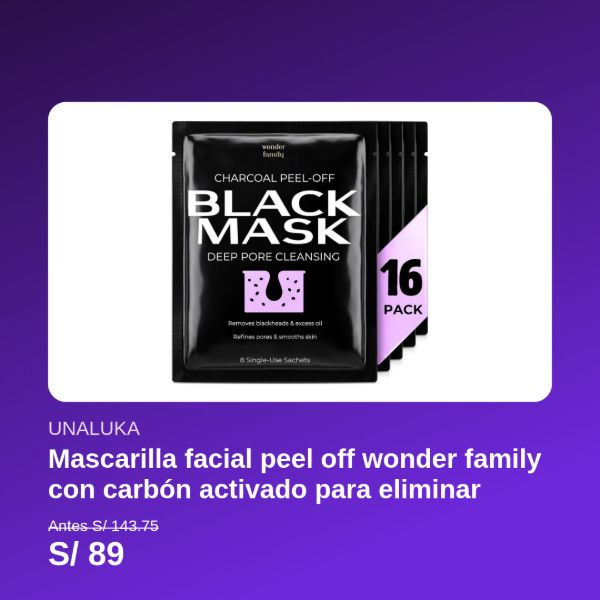 wonder
family
CHARCOAL PEEL-OFF
BLACK
MASK
DEEP PORE CLEANSING
Removes blackheads & excess oil
Refines pores & smooths skin
8 Single-Use Sachets
16
PACK
UNALUKA
Mascarilla facial peel off wonder family
con carbón activado para eliminar
Antes S/ 143.75
S/ 89